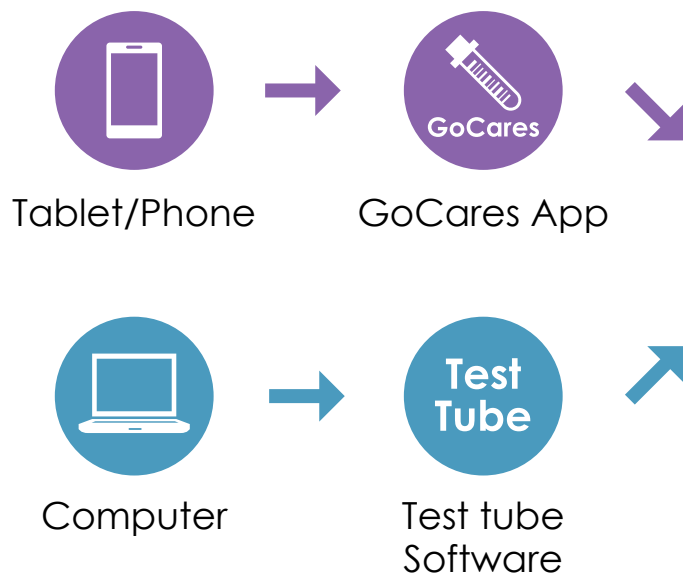 GoCares
Tablet/Phone
GoCares App
Test
Tube
Computer
Test tube
Software